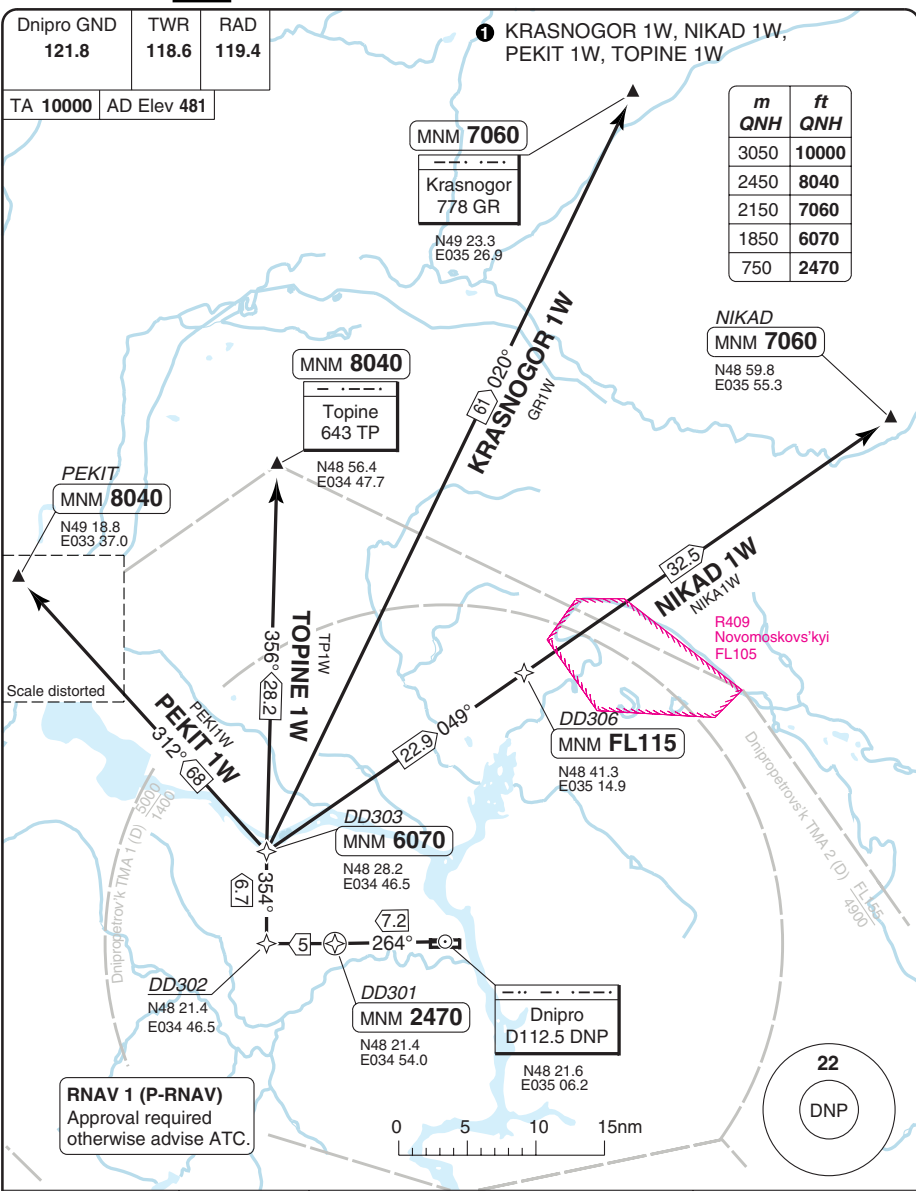 Dnipro GND TWR RAD
121.8 118.6 119.4
TA 10000 AD Elev 481
1 KRASNOGOR 1W, NIKAD 1W,
PEKIT 1W, TOPINE 1W
m ft
QNH QNH
3050 10000
2450 8040
2150 7060
1850 6070
750 2470
MNM 7060
Krasnogor
778 GR
N49 23.3
E035 26.9
NIKAD
MNM 7060
N48 59.8
E035 55.3
MNM 8040
Topine
643 TP
N48 56.4
E034 47.7
PEKIT
MNM 8040
N49 18.8
E033 37.0
Scale distorted
61 020°
KRASNOGOR 1W
GR1W
32.5
NIKAD 1W
NIKA1W
R409
Novomoskovs'kyi
FL105
356° 28.2
TOPINE 1W
TP1W
PEKI1W
PEKIT 1W
312° 68
22.9 049°
DD306
MNM FL115
N48 41.3
E035 14.9
Dnipropetrov'k TMA 1 (D) 5000
1400
Dnipropetrovs'k TMA 2 (D) FL155
4900
DD303
MNM 6070
N48 28.2
E034 46.5
6.7 354°
5
7.2
264°
DD302
N48 21.4
E034 46.5
DD301
MNM 2470
N48 21.4
E034 54.0
Dnipro
D112.5 DNP
N48 21.6
E035 06.2
RNAV 1 (P-RNAV)
Approval required
otherwise advise ATC.
0 5 10 15nm
22
DNP